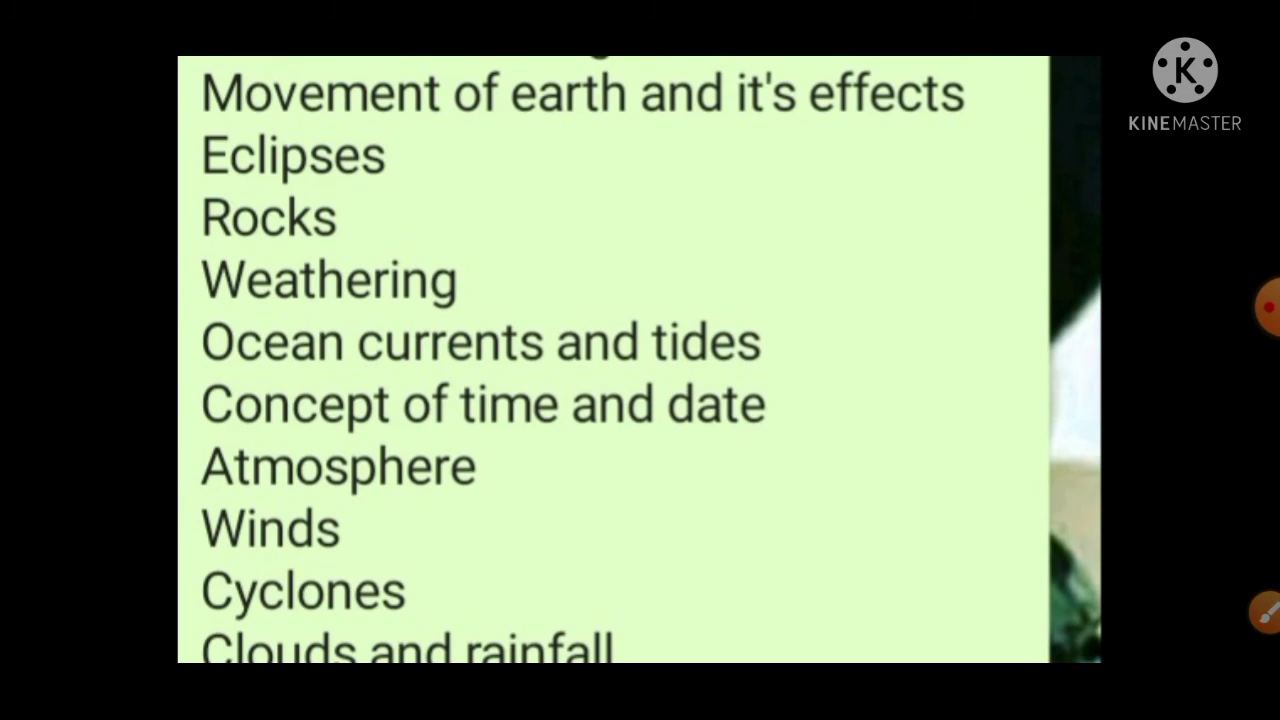 Movement of earth and it's effects
Eclipses
Rocks
Weathering
Ocean currents and tides
Concept of time and date
Atmosphere
Winds
Cyclones
Clouds and rainfall
K
KINEMASTER